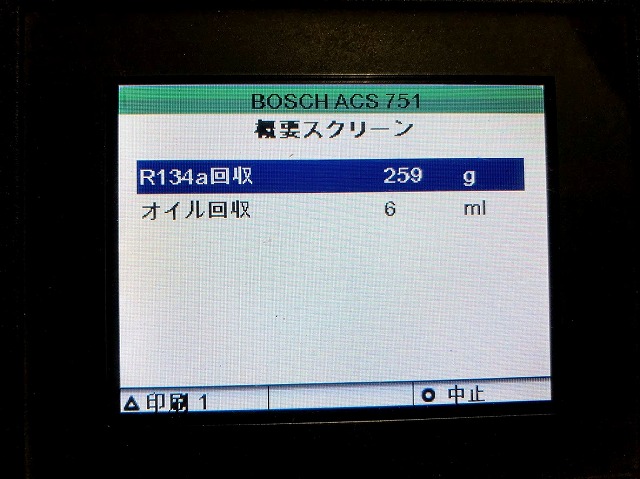 BOSCH ACS 751
概要スクリーン
R134a回収 259 g
オイル回収 6 ml
△印刷 1 ○ 中止